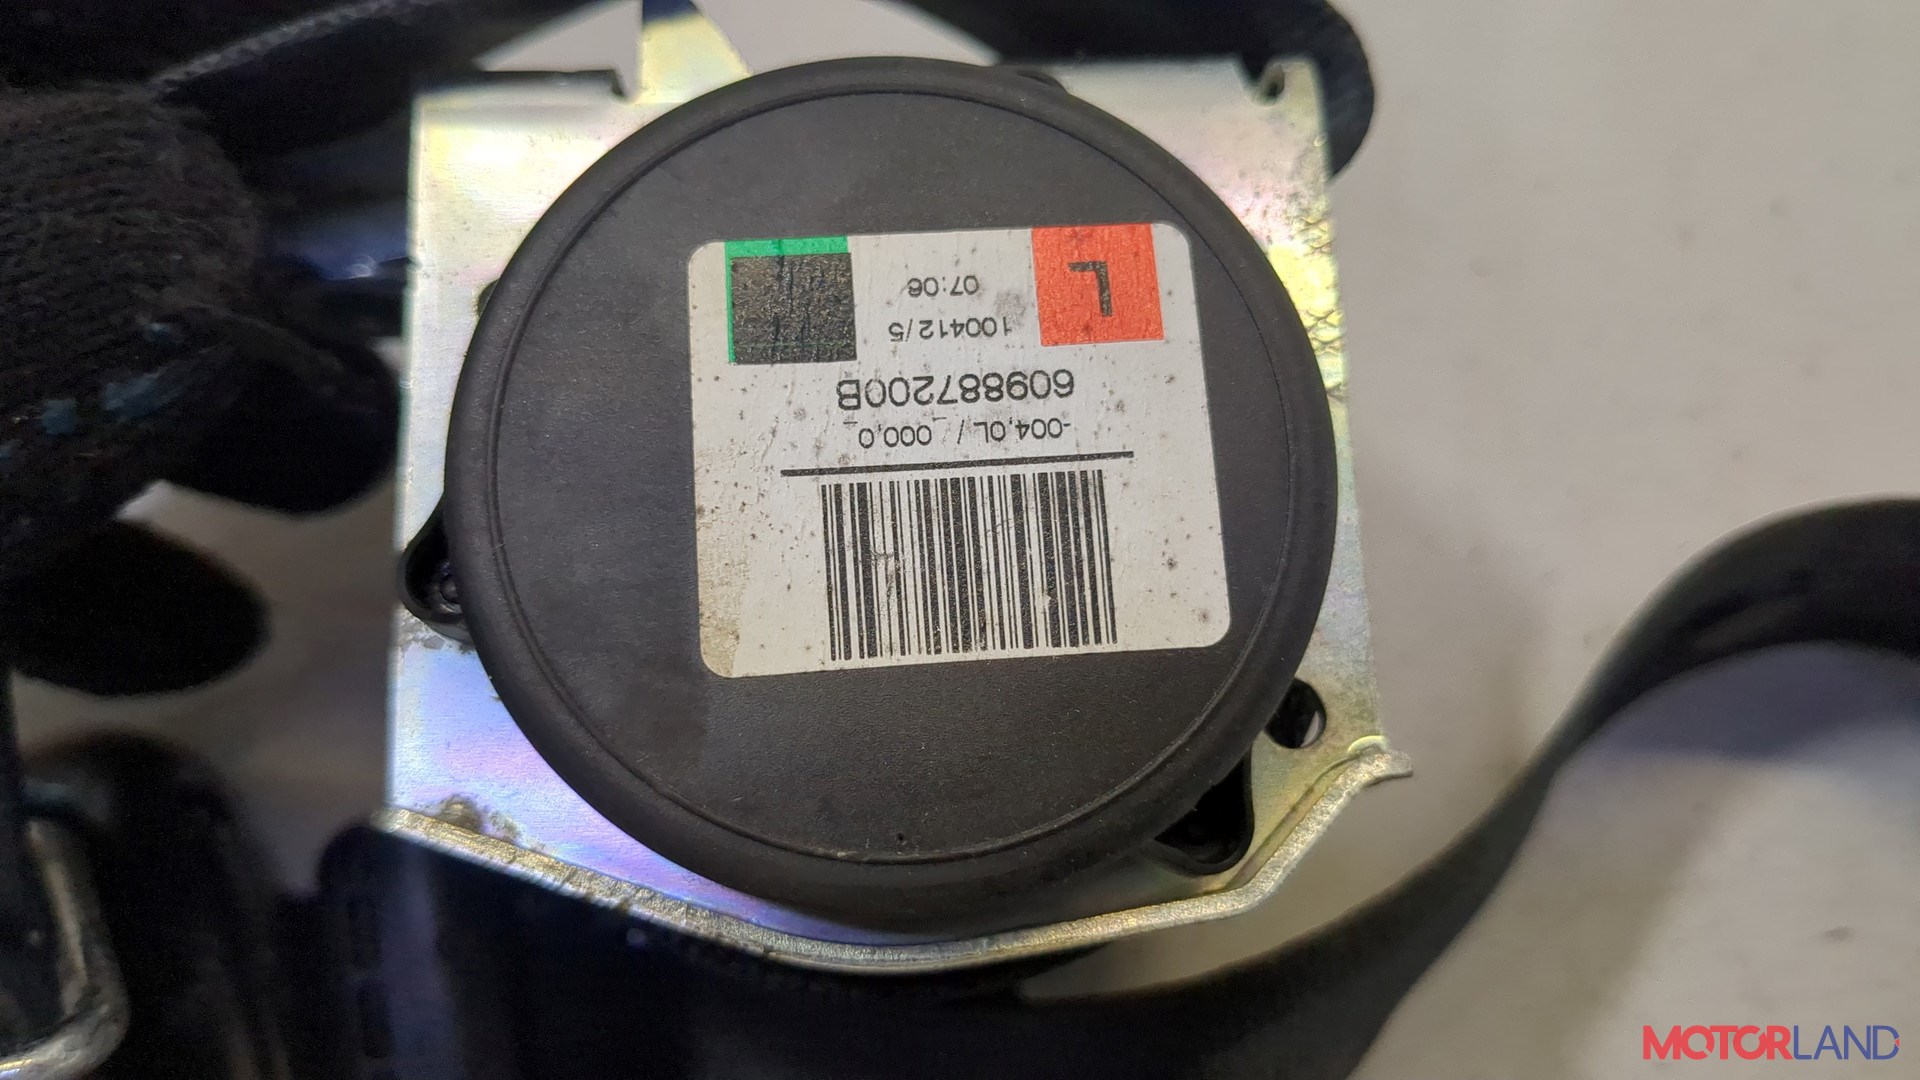 -004,0L / _000,0_
609887200B
100412/5
L
07:06
MOTORLAND